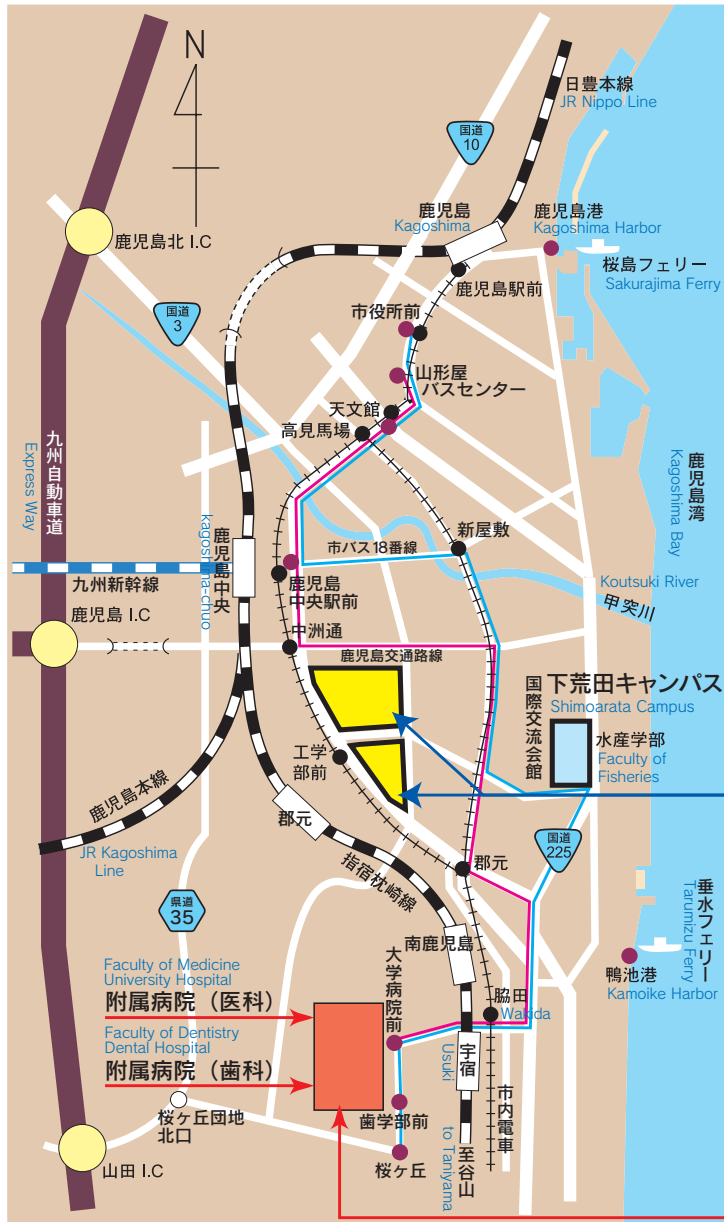 N
日豊本線
JR Nippo Line
国道
10
鹿児島
Kagoshima
鹿児島港
Kagoshima Harbor
鹿児島北 I.C
桜島フェリー
Sakurajima Ferry
鹿児島駅前
国道
3
市役所前
山形屋
バスセンター
天文館
高見馬場
九州自動車道
Express Way
鹿児島湾
Kagoshima Bay
鹿児島中央
kagoshima-chuo
市バス18番線
新屋敷
九州新幹線
鹿児島
中央駅前
Koutsuki River
甲突川
鹿児島 I.C
中洲通
鹿児島交通路線
国際交流会館
下荒田キャンパス
Shimoarata Campus
水産学部
Faculty of
Fisheries
工学
部前
鹿児島本線
JR Kagoshima
Line
郡元
指宿枕崎線
国道
225
郡元
県道
35
垂水フェリー
Tarumizu Ferry
南鹿児島
大学病院前
鴨池港
Kamoike Harbor
Faculty of Medicine
University Hospital
附属病院（医科）
脇田
Wakida
Faculty of Dentistry
Dental Hospital
附属病院（歯科）
宇宿
Usuki
市内電車
桜ヶ丘団地
北口
歯学部前
桜ヶ丘
至谷山
to Taniyama
山田 I.C